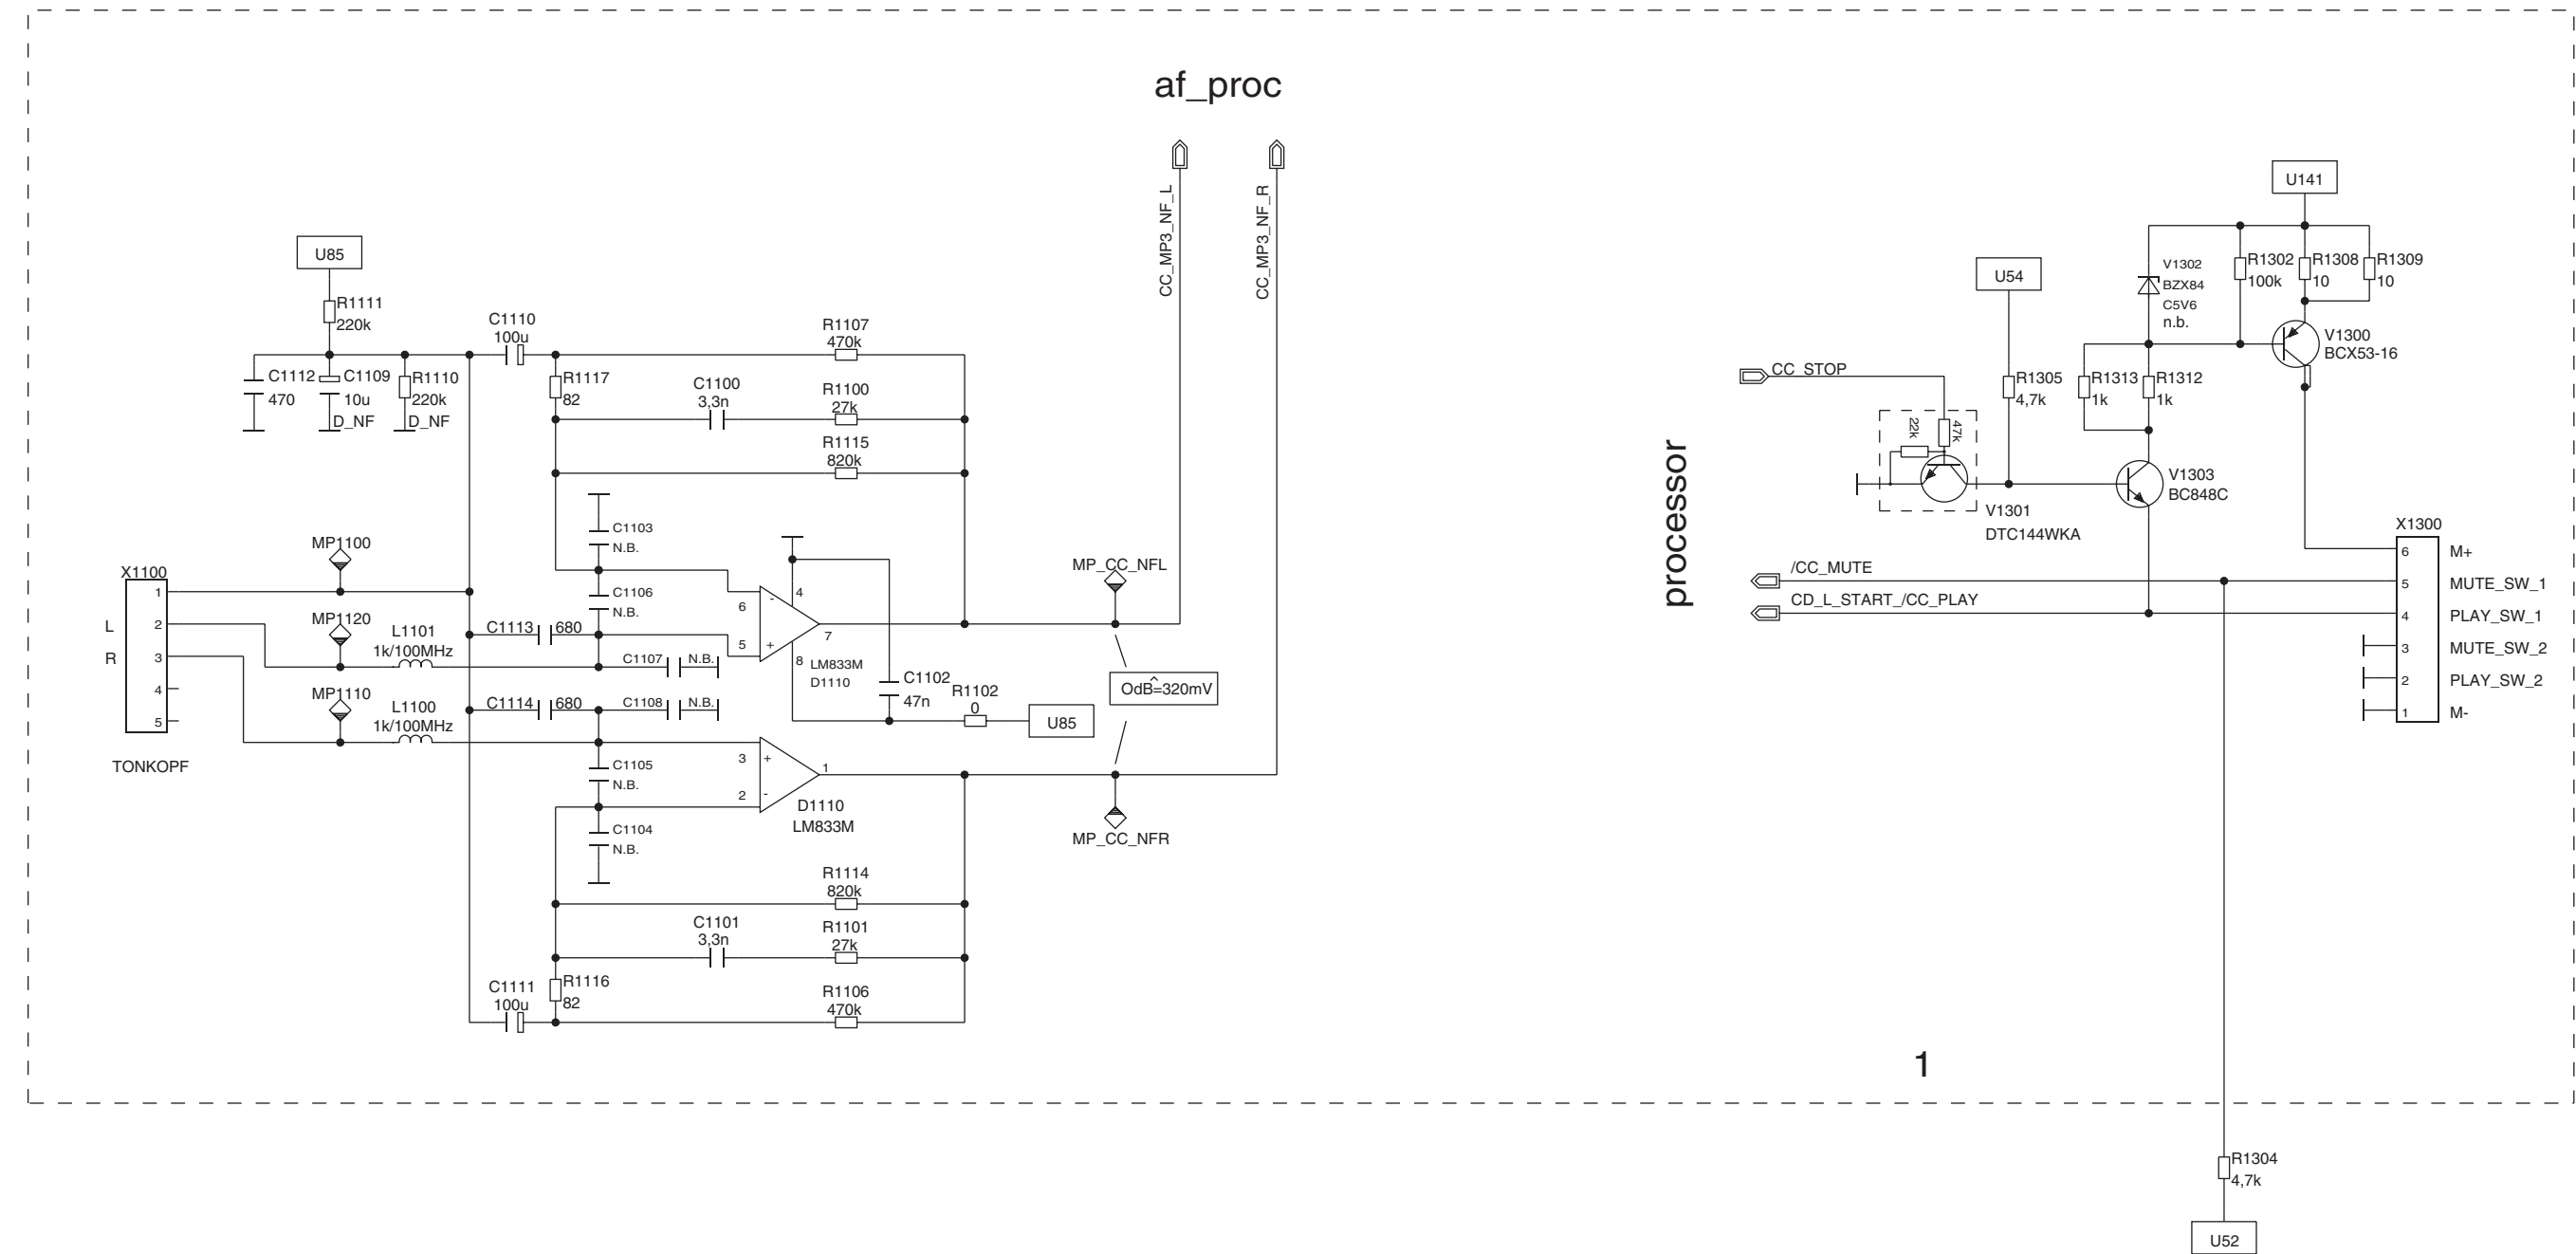 af_proc
CC_MP3_NF_L
CC_MP3_NF_R
U85
R1111
220k
C1112
470
C1109
10u
D_NF
R1110
220k
D_NF
C1110
100u
R1117
82
C1100
3,3n
R1107
470k
R1100
27k
R1115
820k
C1103
N.B.
C1106
N.B.
MP1100
X1100
1
2
3
4
5
L
R
TONKOPF
MP1120
L1101
1k/100MHz
MP1110
L1100
1k/100MHz
C1113
680
C1107
N.B.
C1114
680
C1108
N.B.
6
-
5
+
4
7
8
LM833M
D1110
C1102
47n
R1102
0
U85
MP_CC_NFL
OdB=^320mV
MP_CC_NFR
3
+
2
-
1
D1110
LM833M
C1105
N.B.
C1104
N.B.
R1114
820k
C1101
3,3n
R1101
27k
C1111
100u
R1116
82
R1106
470k
processor
CC_STOP
22k
47k
V1301
DTC144WKA
U54
R1305
4,7k
U141
V1302
BZX84
C5V6
n.b.
R1302
100k
R1308
10
R1309
10
V1300
BCX53-16
R1313
1k
R1312
1k
V1303
BC848C
/CC_MUTE
CD_L_START_/CC_PLAY
X1300
6
M+
5
MUTE_SW_1
4
PLAY_SW_1
3
MUTE_SW_2
2
PLAY_SW_2
1
M-
1
R1304
4,7k
U52